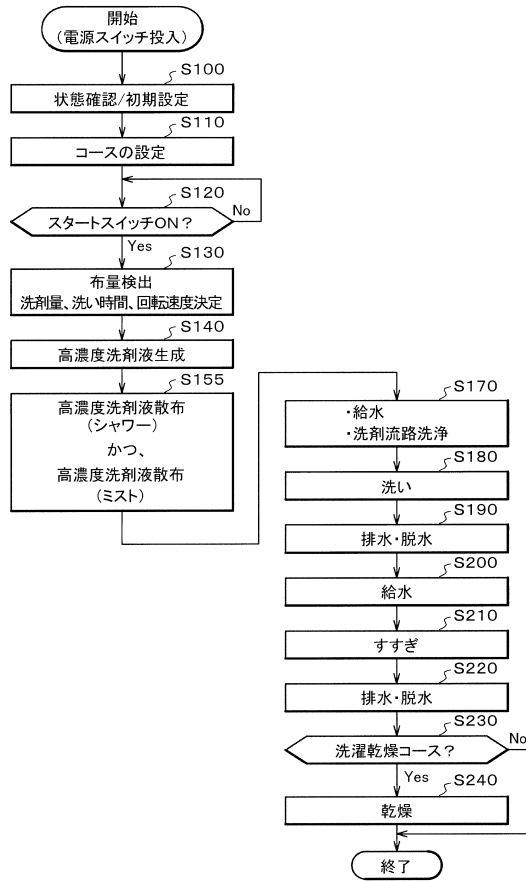 開始
(電源スイッチ投入)
S100
状態確認/初期設定
S110
コースの設定
S120
スタートスイッチON？
No
Yes
S130
布量検出
洗剤量、洗い時間、回転速度決定
S140
高濃度洗剤液生成
S155
高濃度洗剤液散布
(シャワー)
かつ、
高濃度洗剤液散布
(ミスト)
S170
・給水
・洗剤流路洗浄
S180
洗い
S190
排水・脱水
S200
給水
S210
すすぎ
S220
排水・脱水
S230
洗濯乾燥コース？
No
Yes
S240
乾燥
終了